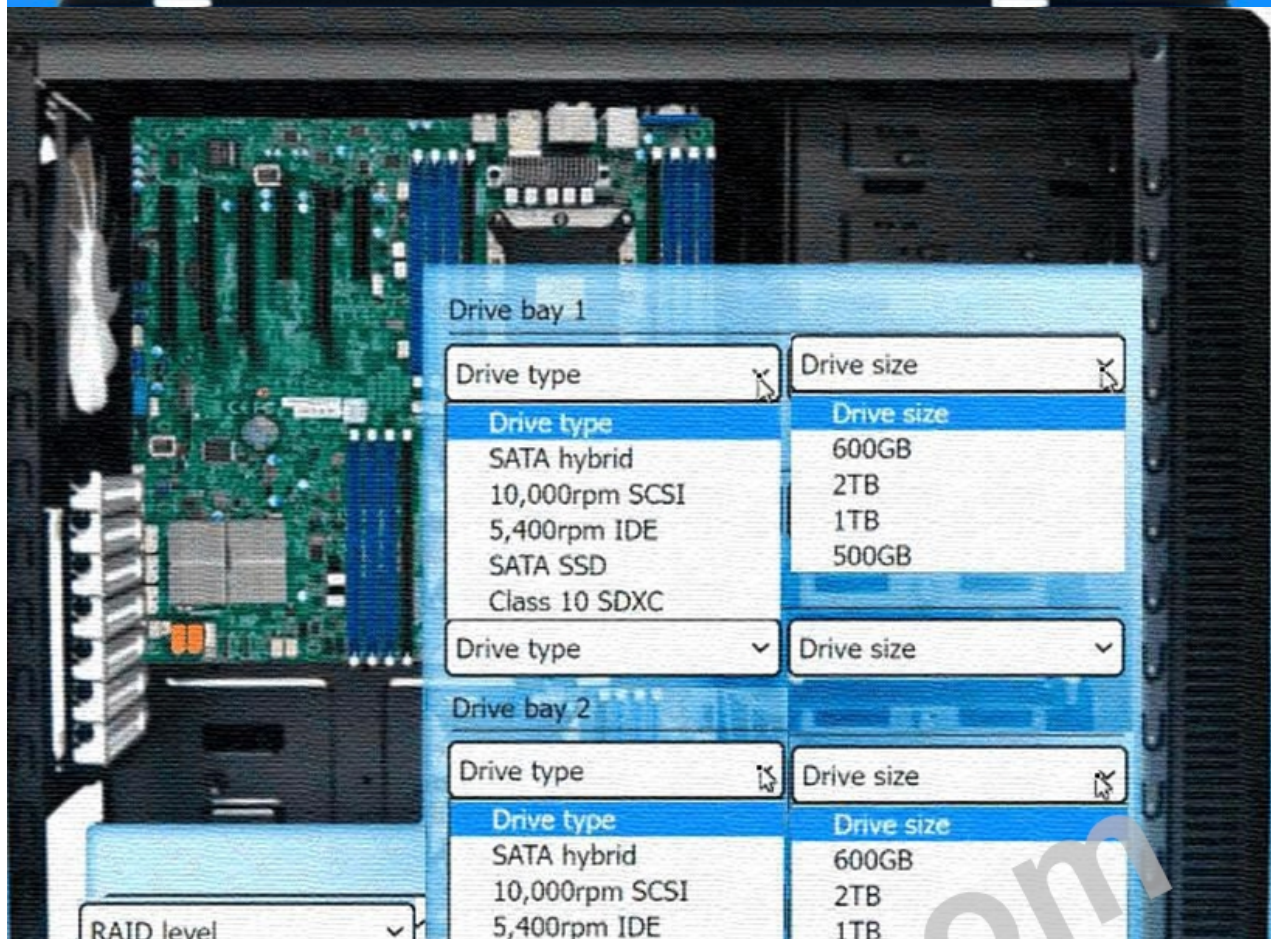 Drive bay 1
Drive type
Drive size
Drive type
SATA hybrid
10,000rpm SCSI
5,400rpm IDE
SATA SSD
Class 10 SDXC
Drive size
600GB
2TB
1TB
500GB
Drive type
Drive size
Drive bay 2
Drive type
Drive size
Drive type
SATA hybrid
10,000rpm SCSI
5,400rpm IDE
Drive size
600GB
2TB
1TB
RAID level
om